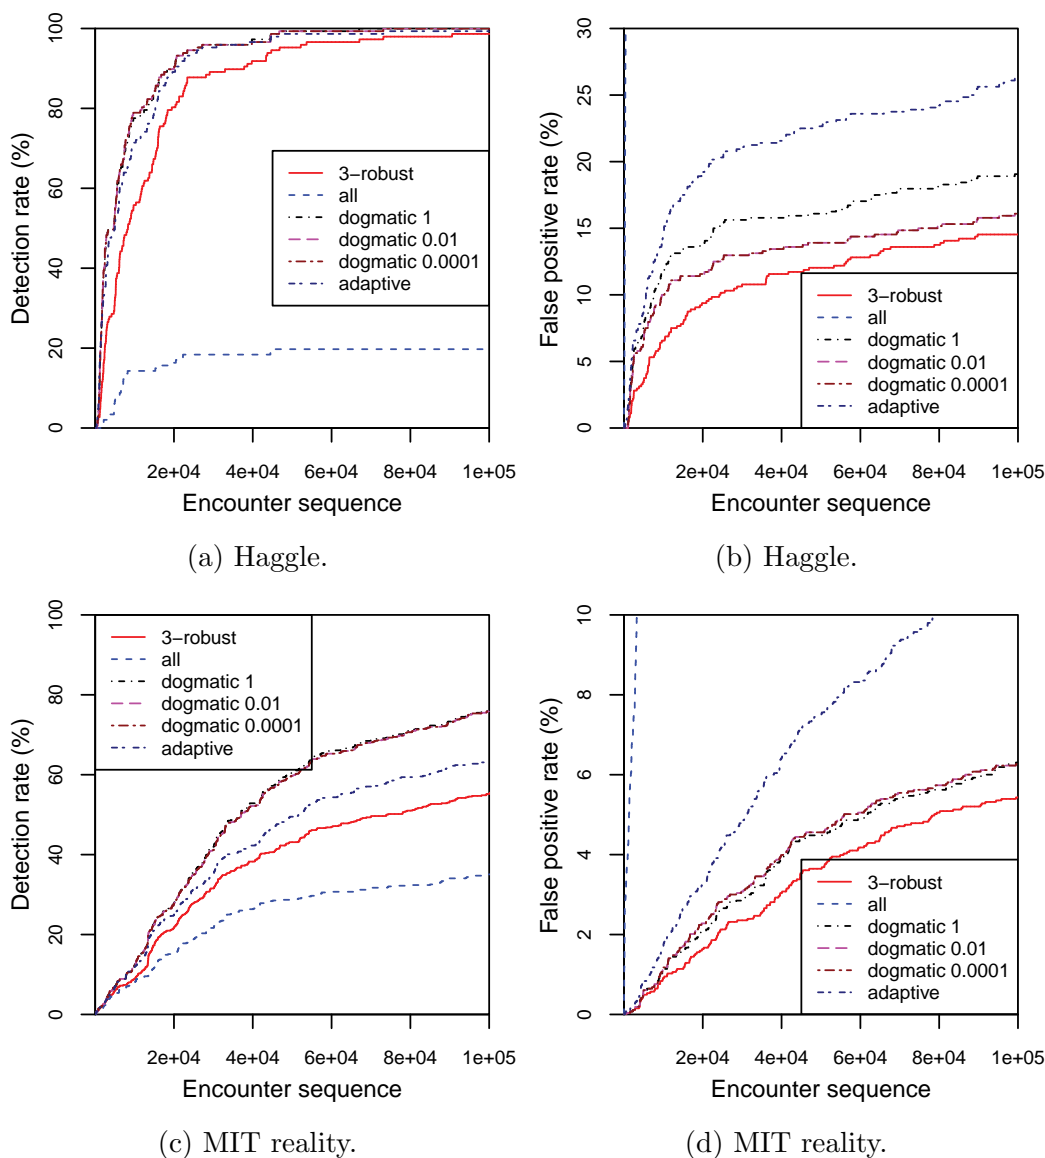 100
80
60
40
20
0
Detection rate (%)
3−robust
all
dogmatic 1
dogmatic 0.01
dogmatic 0.0001
adaptive
2e+04 4e+04 6e+04 8e+04 1e+05
Encounter sequence
(a) Haggle.
30
25
20
15
10
5
0
False positive rate (%)
3−robust
all
dogmatic 1
dogmatic 0.01
dogmatic 0.0001
adaptive
2e+04 4e+04 6e+04 8e+04 1e+05
Encounter sequence
(b) Haggle.
100
80
60
40
20
0
Detection rate (%)
3−robust
all
dogmatic 1
dogmatic 0.01
dogmatic 0.0001
adaptive
2e+04 4e+04 6e+04 8e+04 1e+05
Encounter sequence
(c) MIT reality.
10
8
6
4
2
0
False positive rate (%)
3−robust
all
dogmatic 1
dogmatic 0.01
dogmatic 0.0001
adaptive
2e+04 4e+04 6e+04 8e+04 1e+05
Encounter sequence
(d) MIT reality.